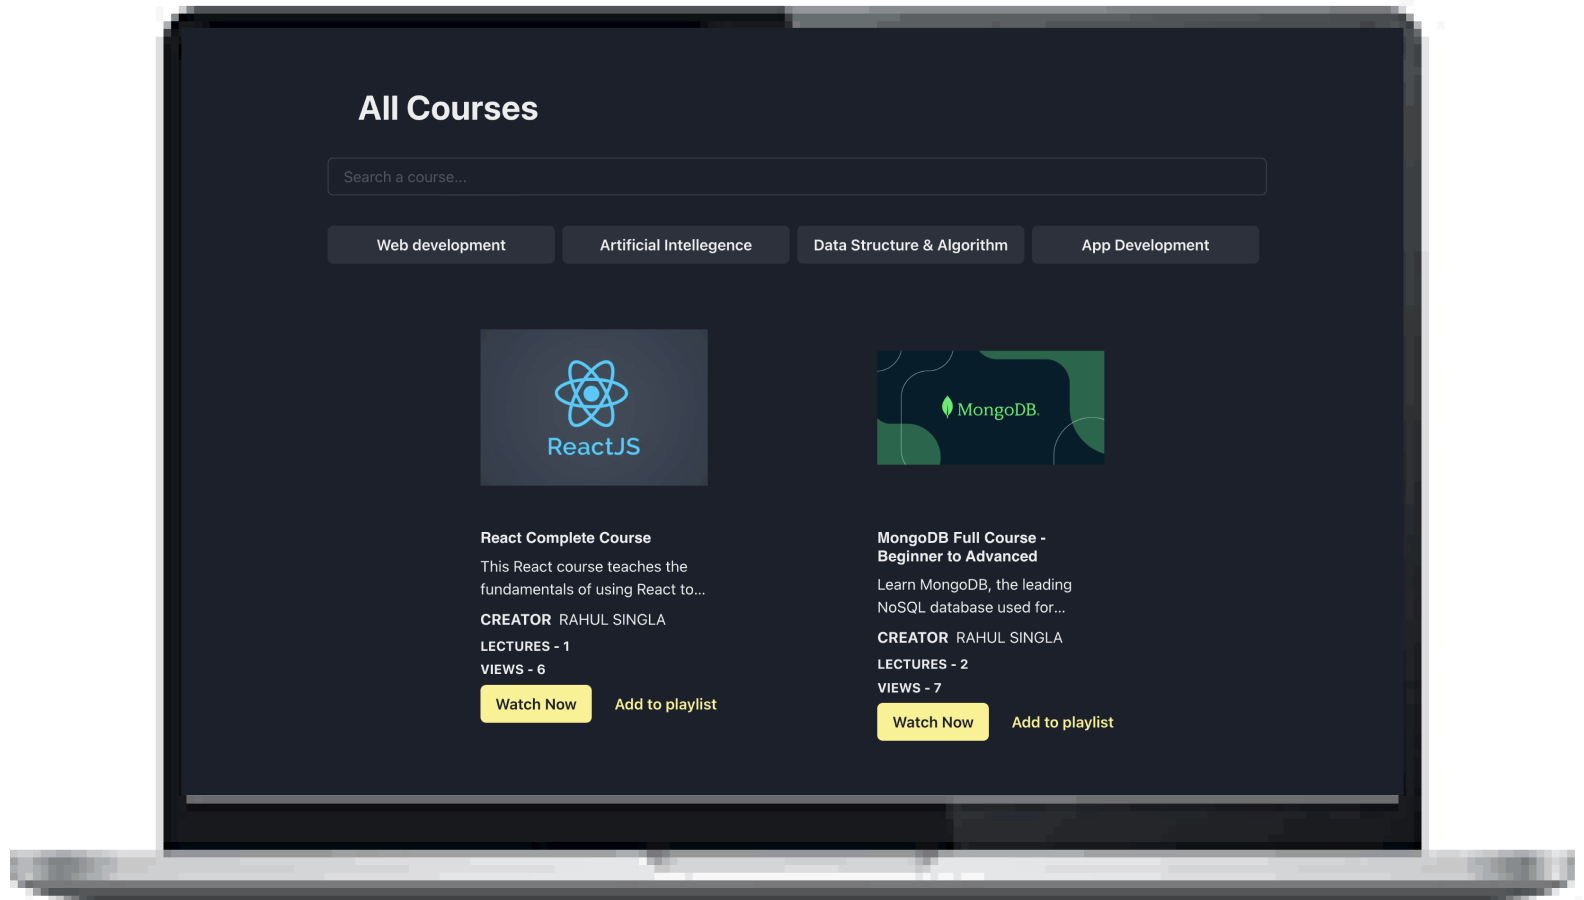 All Courses
Search a course...
Web development
Artificial Intellegence
Data Structure & Algorithm
App Development
ReactJS
MongoDB.
React Complete Course
This React course teaches the
fundamentals of using React to...
CREATOR RAHUL SINGLA
LECTURES - 1
VIEWS - 6
Watch Now
Add to playlist
MongoDB Full Course -
Beginner to Advanced
Learn MongoDB, the leading
NoSQL database used for...
CREATOR RAHUL SINGLA
LECTURES - 2
VIEWS - 7
Watch Now
Add to playlist